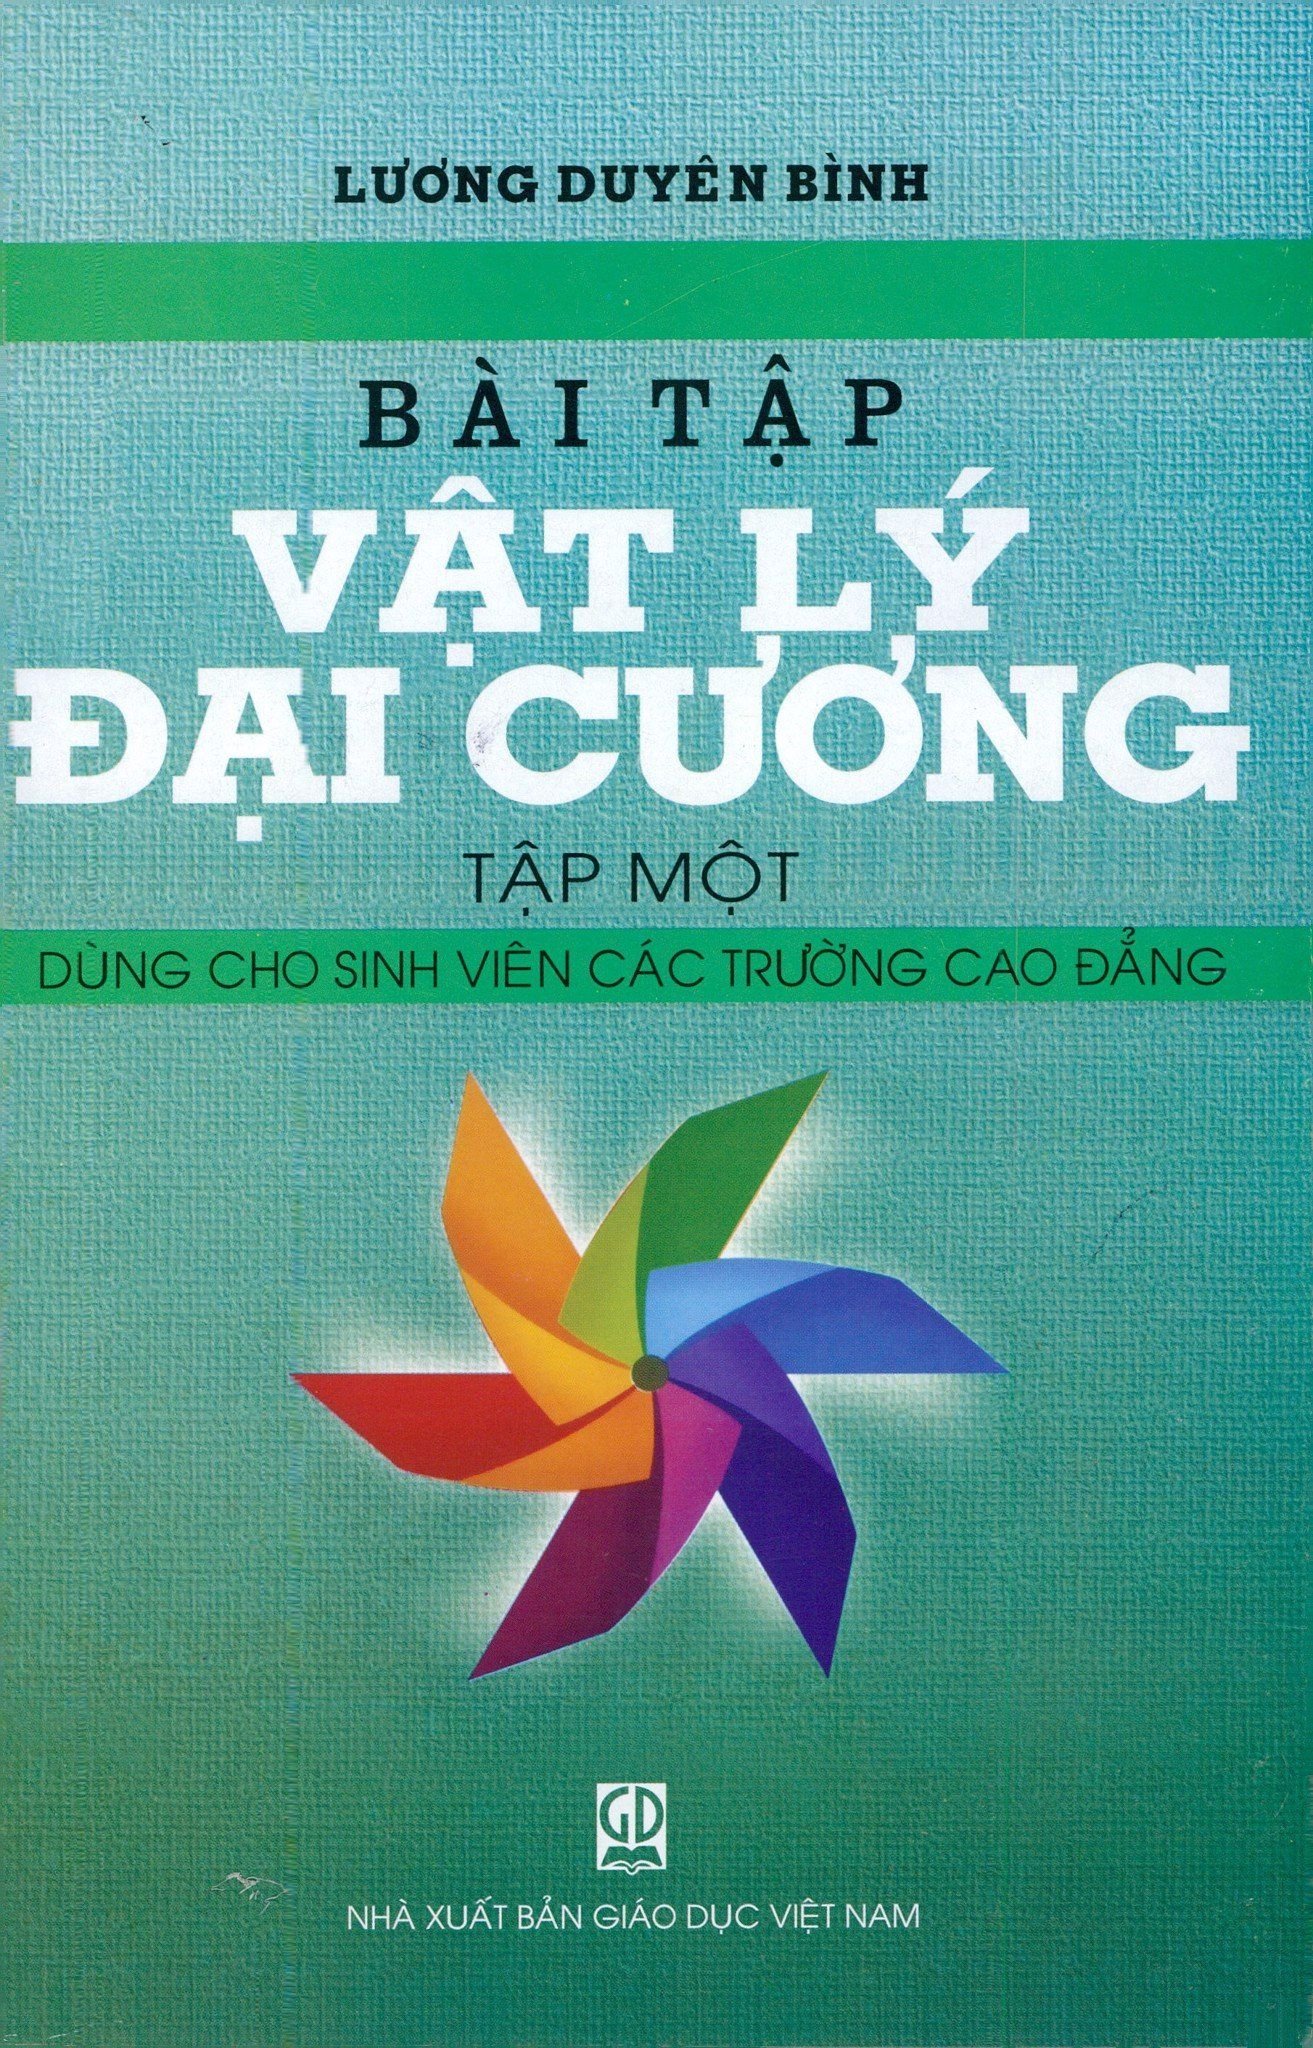 LƯƠNG DUYÊN BÌNH
BÀI TẬP
VẬT LÝ
ĐẠI CƯƠNG
TẬP MỘT
DÙNG CHO SINH VIÊN CÁC TRƯỜNG CAO ĐẲNG
GD
NHÀ XUẤT BẢN GIÁO DỤC VIỆT NAM